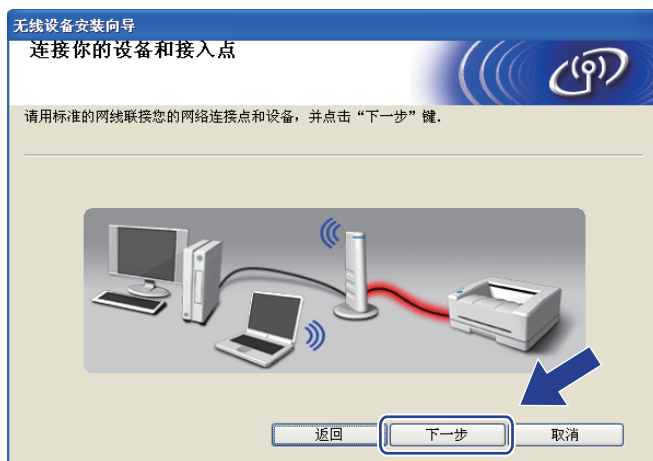 无线设备安装向导
连接你的设备和接入点
请用标准的网线联接您的网络连接点和设备，并点击“下一步”键.
返回
下一步
取消